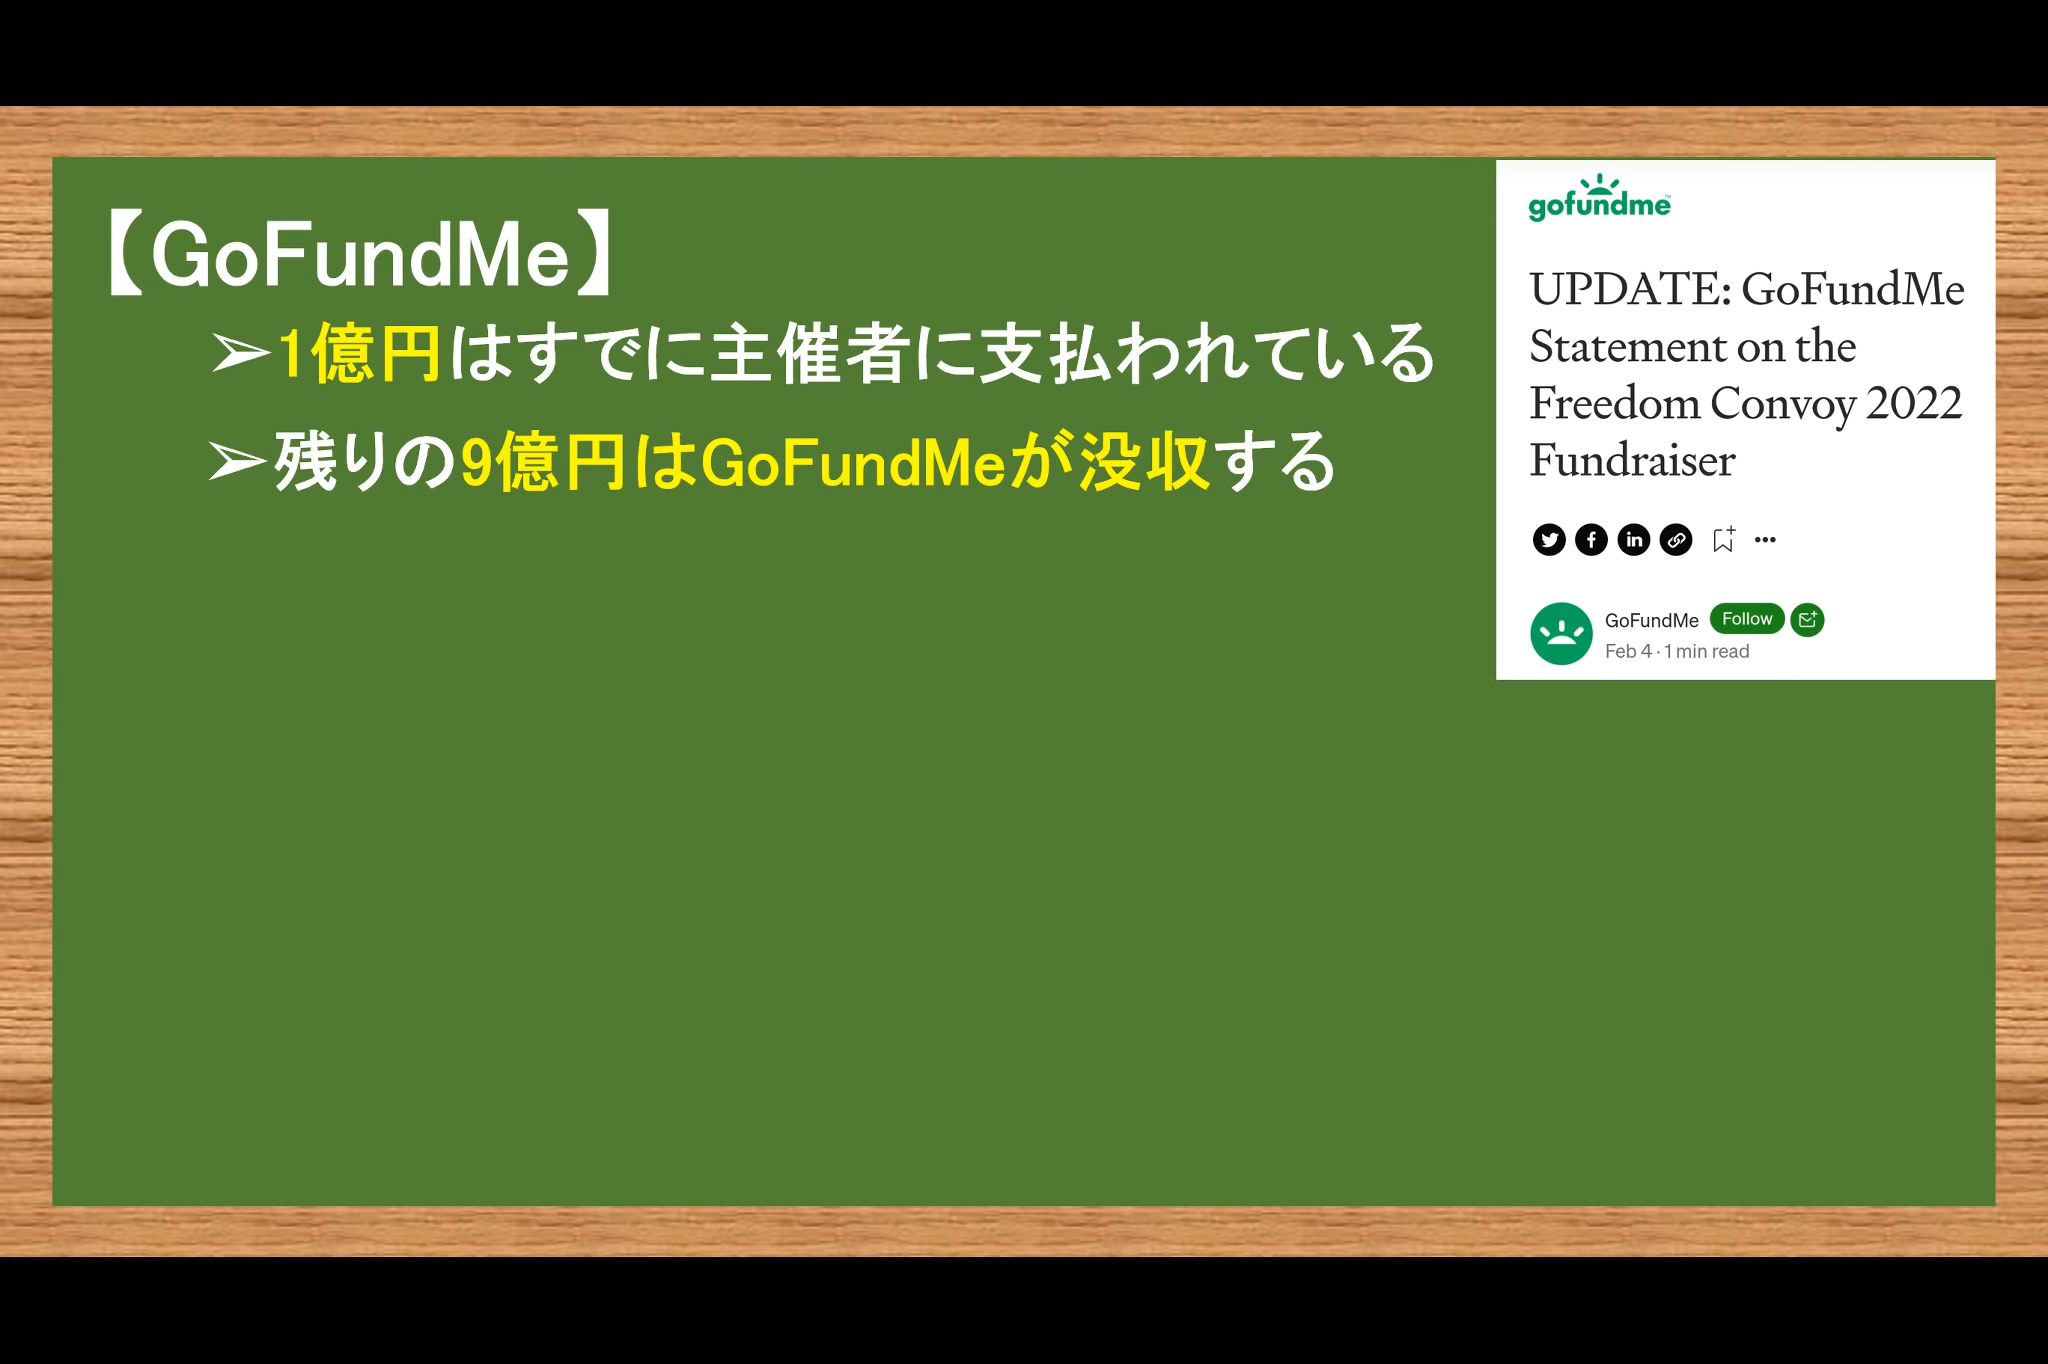 【GoFundMe】
➢1億円はすでに主催者に支払われている
➢残りの9億円はGoFundMeが没収する
gofundme™
UPDATE: GoFundMe
Statement on the
Freedom Convoy 2022
Fundraiser
GoFundMe Follow
Feb 4 · 1 min read